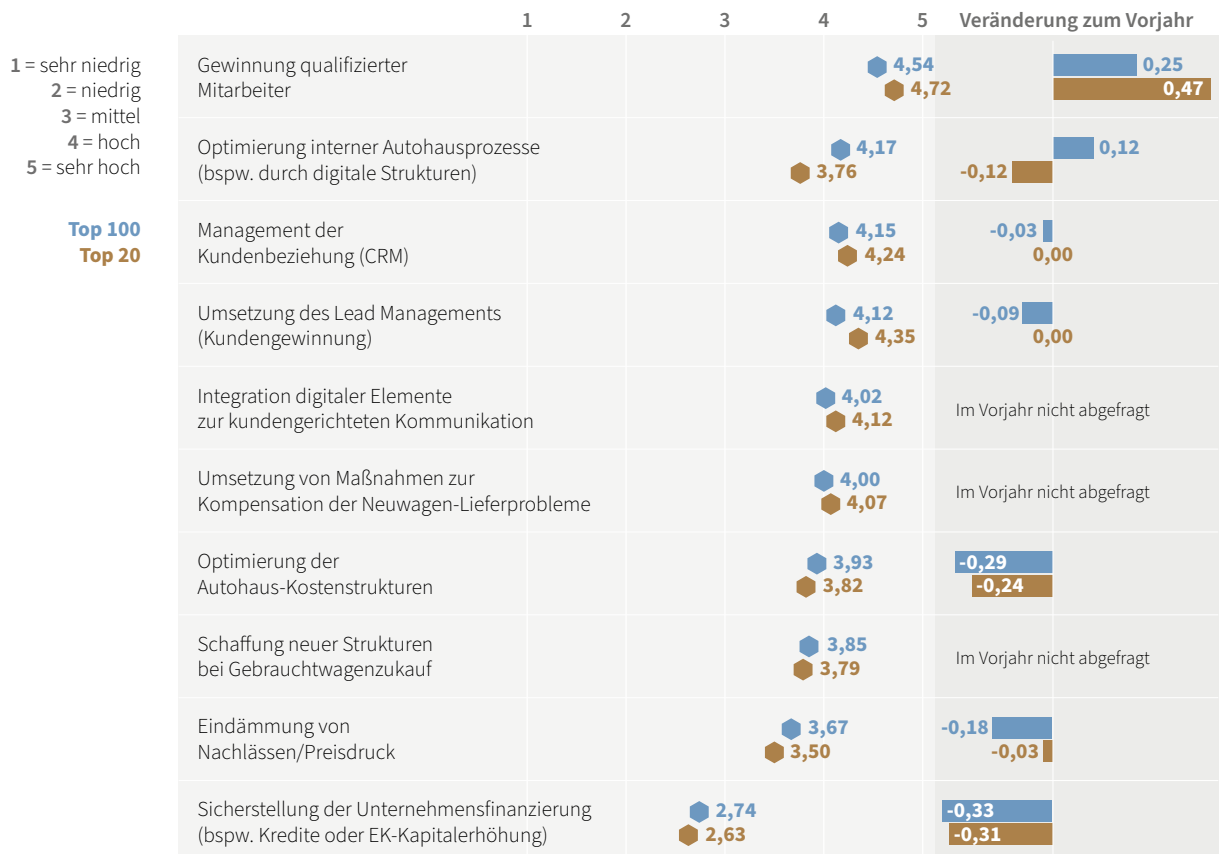 1 2 3 4 5 Veränderung zum Vorjahr
1 = sehr niedrig
2 = niedrig
3 = mittel
4 = hoch
5 = sehr hoch
Top 100
Top 20
Gewinnung qualifizierter
Mitarbeiter
4,54
4,72
0,25
0,47
Optimierung interner Autohausprozesse
(bspw. durch digitale Strukturen)
4,17
3,76
0,12
-0,12
Management der
Kundenbeziehung (CRM)
4,15
4,24
-0,03
0,00
Umsetzung des Lead Managements
(Kundengewinnung)
4,12
4,35
-0,09
0,00
Integration digitaler Elemente
zur kundengerichteten Kommunikation
4,02
4,12
Im Vorjahr nicht abgefragt
Umsetzung von Maßnahmen zur
Kompensation der Neuwagen-Lieferprobleme
4,00
4,07
Im Vorjahr nicht abgefragt
Optimierung der
Autohaus-Kostenstrukturen
3,93
3,82
-0,29
-0,24
Schaffung neuer Strukturen
bei Gebrauchtwagenzukauf
3,85
3,79
Im Vorjahr nicht abgefragt
Eindämmung von
Nachlässen/Preisdruck
3,67
3,50
-0,18
-0,03
Sicherstellung der Unternehmensfinanzierung
(bspw. Kredite oder EK-Kapitalerhöhung)
2,74
2,63
-0,33
-0,31